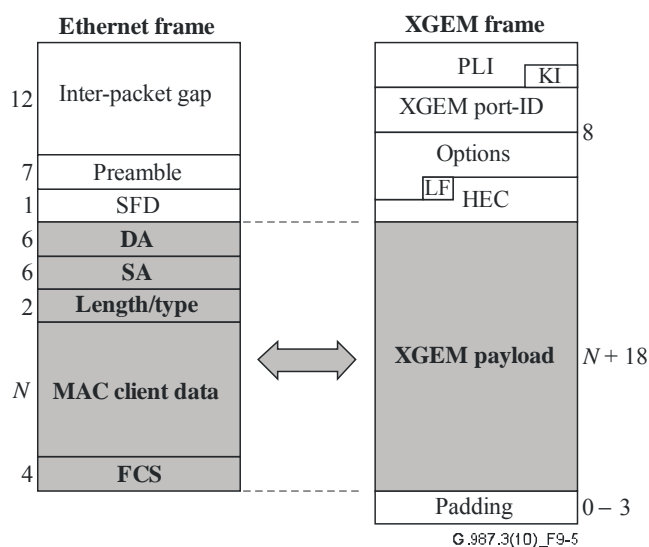 Ethernet frame
XGEM frame
12
Inter-packet gap
7
Preamble
1
SFD
6
DA
6
SA
2
Length/type
N
MAC client data
4
FCS
PLI
KI
XGEM port-ID
8
Options
LF
HEC
XGEM payload
N + 18
Padding
0 – 3
G.987.3(10)_F9-5